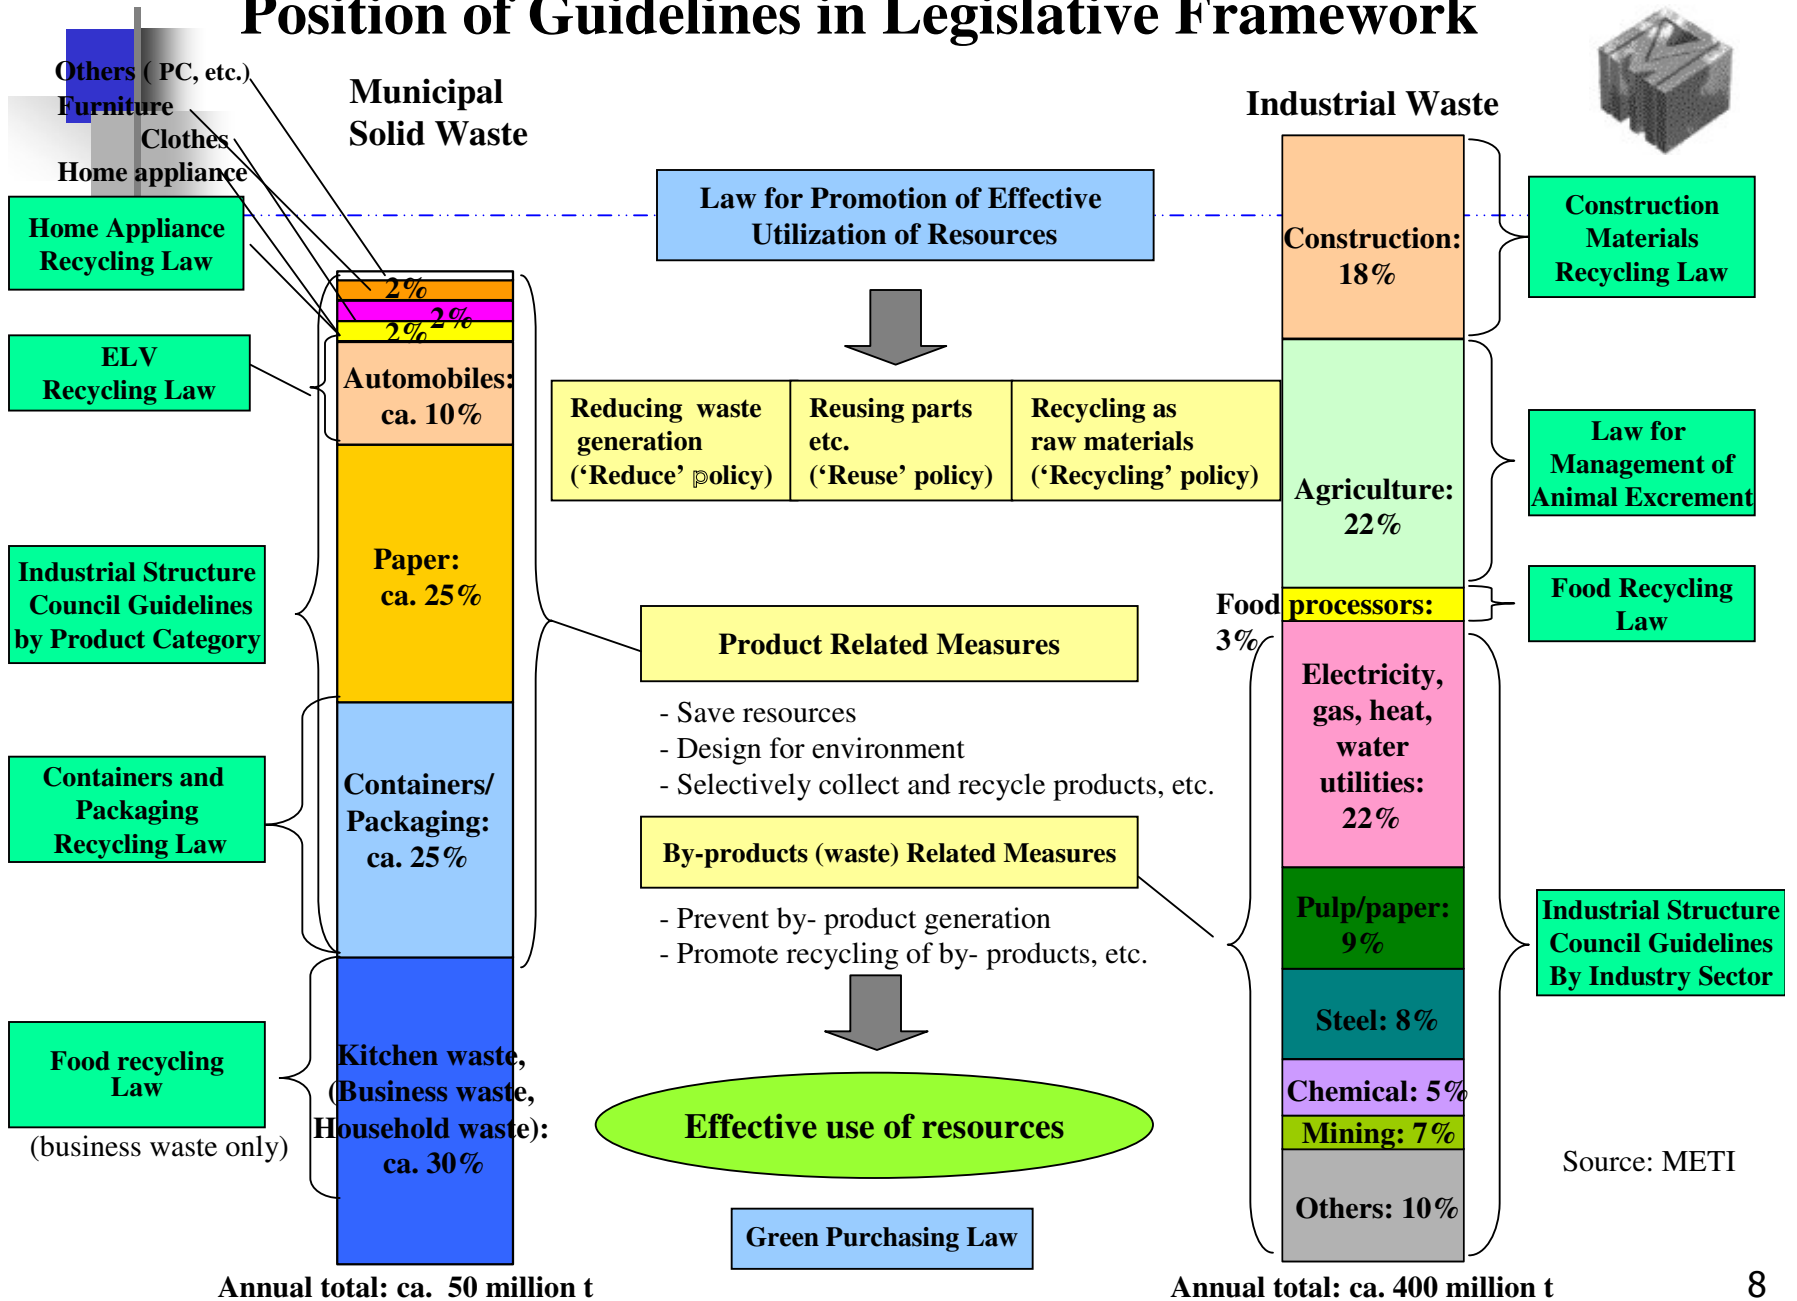 Position of Guidelines in Legislative Framework
Others ( PC, etc.)
Furniture
Clothes
Home appliance
Municipal
Solid Waste
Industrial Waste
Home Appliance
Recycling Law
ELV
Recycling Law
Industrial Structure
Council Guidelines
by Product Category
Containers and
Packaging
Recycling Law
Food recycling
Law
(business waste only)
2%
2%
2%
Automobiles:
ca. 10%
Paper:
ca. 25%
Containers/
Packaging:
ca. 25%
Kitchen waste,
(Business waste,
Household waste):
ca. 30%
Annual total: ca. 50 million t
Law for Promotion of Effective
Utilization of Resources
Reducing waste
generation
(‘Reduce’ policy)
Reusing parts
etc.
(‘Reuse’ policy)
Recycling as
raw materials
(‘Recycling’ policy)
Product Related Measures
- Save resources
- Design for environment
- Selectively collect and recycle products, etc.
By-products (waste) Related Measures
- Prevent by- product generation
- Promote recycling of by- products, etc.
Effective use of resources
Green Purchasing Law
Construction:
18%
Agriculture:
22%
Food processors:
3%
Electricity,
gas, heat,
water
utilities:
22%
Pulp/paper:
9%
Steel: 8%
Chemical: 5%
Mining: 7%
Others: 10%
Annual total: ca. 400 million t
Construction
Materials
Recycling Law
Law for
Management of
Animal Excrement
Food Recycling
Law
Industrial Structure
Council Guidelines
By Industry Sector
Source: METI
8